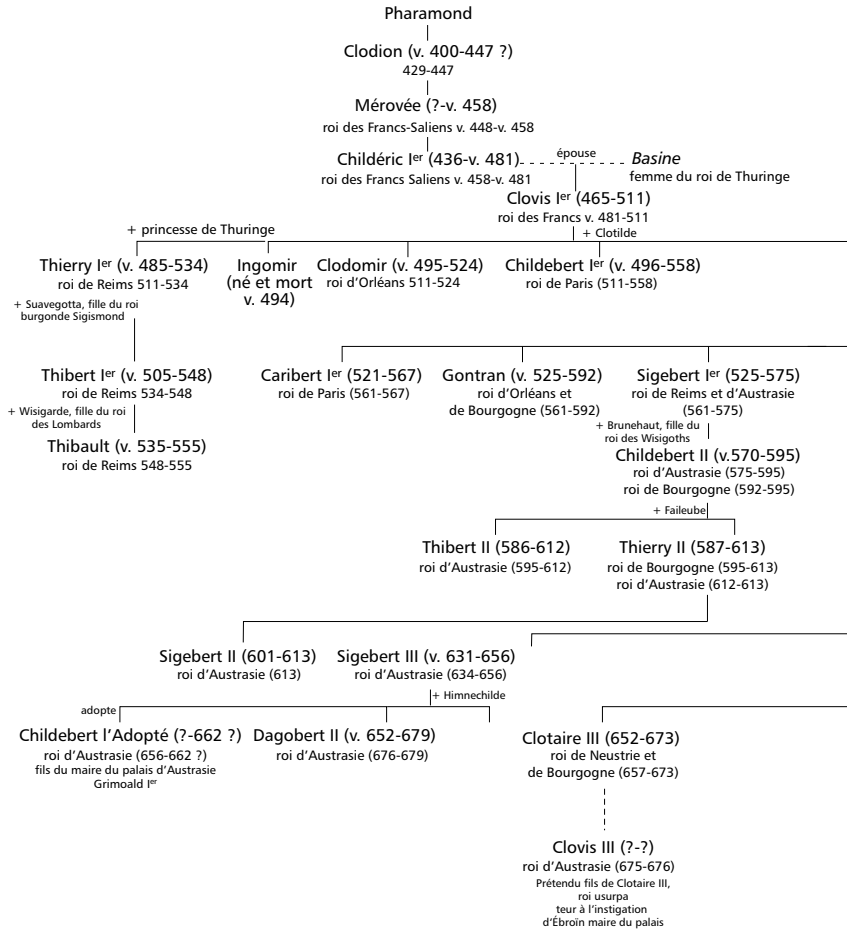 Pharamond
Clodion (v. 400-447 ?)
429-447
Mérovée (?-v. 458)
roi des Francs-Saliens v. 448-v. 458
Childéric Ier (436-v. 481)
roi des Francs Saliens v. 458-v. 481
épouse
Basine
femme du roi de Thuringe
Clovis Ier (465-511)
roi des Francs v. 481-511
+ princesse de Thuringe
+ Clotilde
Thierry Ier (v. 485-534)
roi de Reims 511-534
+ Suavegotta, fille du roi
burgonde Sigismond
Ingomir
(né et mort
v. 494)
Clodomir (v. 495-524)
roi d’Orléans 511-524
Childebert Ier (v. 496-558)
roi de Paris (511-558)
Thibert Ier (v. 505-548)
roi de Reims 534-548
+ Wisigarde, fille du roi
des Lombards
Thibault (v. 535-555)
roi de Reims 548-555
Caribert Ier (521-567)
roi de Paris (561-567)
Gontran (v. 525-592)
roi d’Orléans et
de Bourgogne (561-592)
Sigebert Ier (525-575)
roi de Reims et d’Austrasie
(561-575)
+ Brunehaut, fille du
roi des Wisigoths
Childebert II (v.570-595)
roi d’Austrasie (575-595)
roi de Bourgogne (592-595)
+ Faileube
Thibert II (586-612)
roi d’Austrasie (595-612)
Thierry II (587-613)
roi de Bourgogne (595-613)
roi d’Austrasie (612-613)
Sigebert II (601-613)
roi d’Austrasie (613)
Sigebert III (v. 631-656)
roi d’Austrasie (634-656)
+ Himnechilde
adopte
Childebert l’Adopté (?-662 ?)
roi d’Austrasie (656-662 ?)
fils du maire du palais d’Austrasie
Grimoald Ier
Dagobert II (v. 652-679)
roi d’Austrasie (676-679)
Clotaire III (652-673)
roi de Neustrie et
de Bourgogne (657-673)
Clovis III (?-?)
roi d’Austrasie (675-676)
Prétendu fils de Clotaire III,
roi usurpa
teur à l’instigation
d’Ébroïn maire du palais